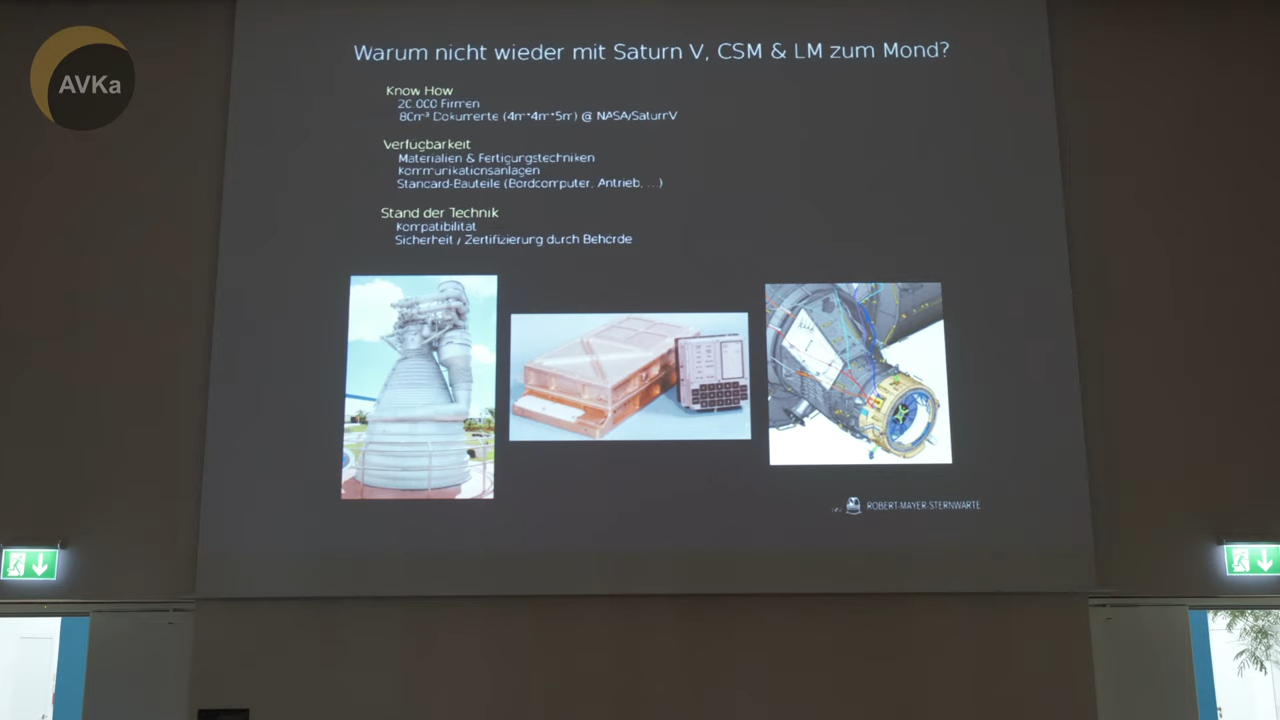 AVKa
Warum nicht wieder mit Saturn V, CSM & LM zum Mond?
Know How
20.000 Firmen
80m³ Dokumente (4m*4m*5m) @ NASA/SaturnV
Verfügbarkeit
Materialien & Fertigungstechniken
Kommunikationsanlagen
Standard-Bauteile (Bordcomputer, Antrieb, ...)
Stand der Technik
Kompatibilität
Sicherheit / Zertifizierung durch Behörde
ROBERT-MAYER-STERNWARTE